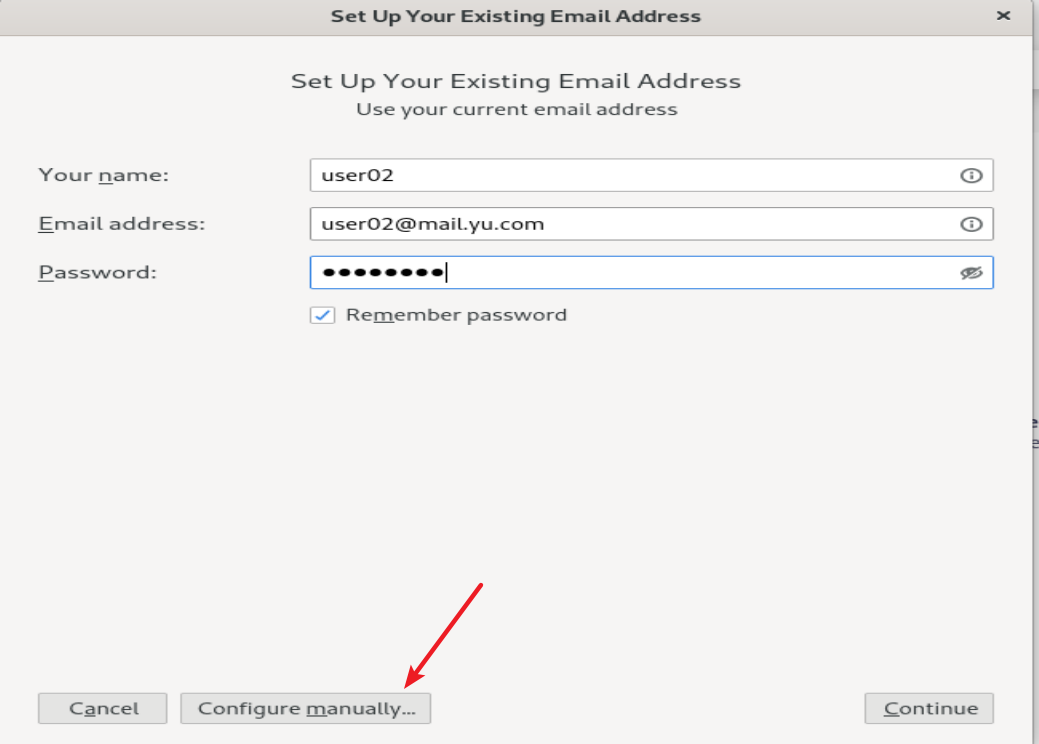 Set Up Your Existing Email Address
Set Up Your Existing Email Address
Use your current email address
Your name:
user02
Email address:
user02@mail.yu.com
Password:
●●●●●●●●
Remember password
Cancel
Configure manually...
Continue